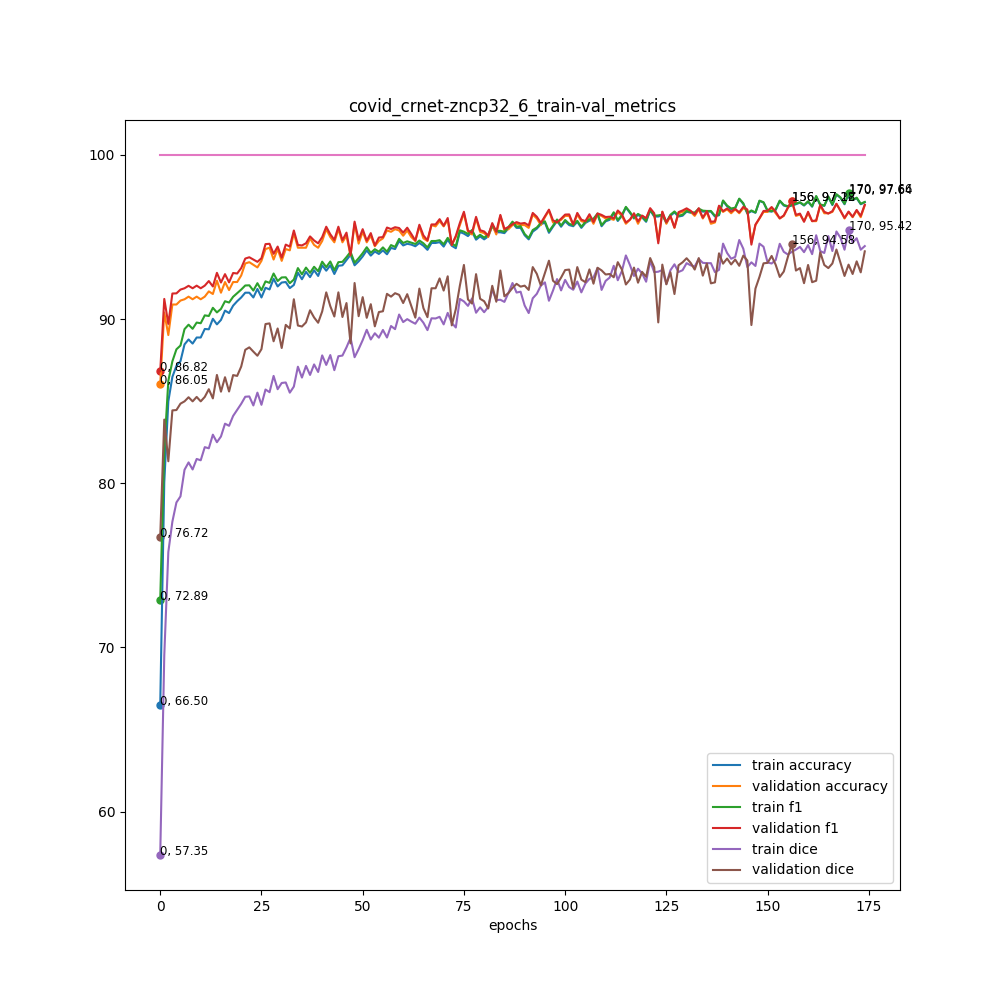 covid_crnet-zncp32_6_train-val_metrics
100
90
80
70
60
170, 95.42
156, 94.58
0, 86.82
0, 86.05
0, 76.72
0, 72.89
0, 66.50
0, 57.35
train accuracy
validation accuracy
train f1
validation f1
train dice
validation dice
0
25
50
75
100
125
150
175
epochs